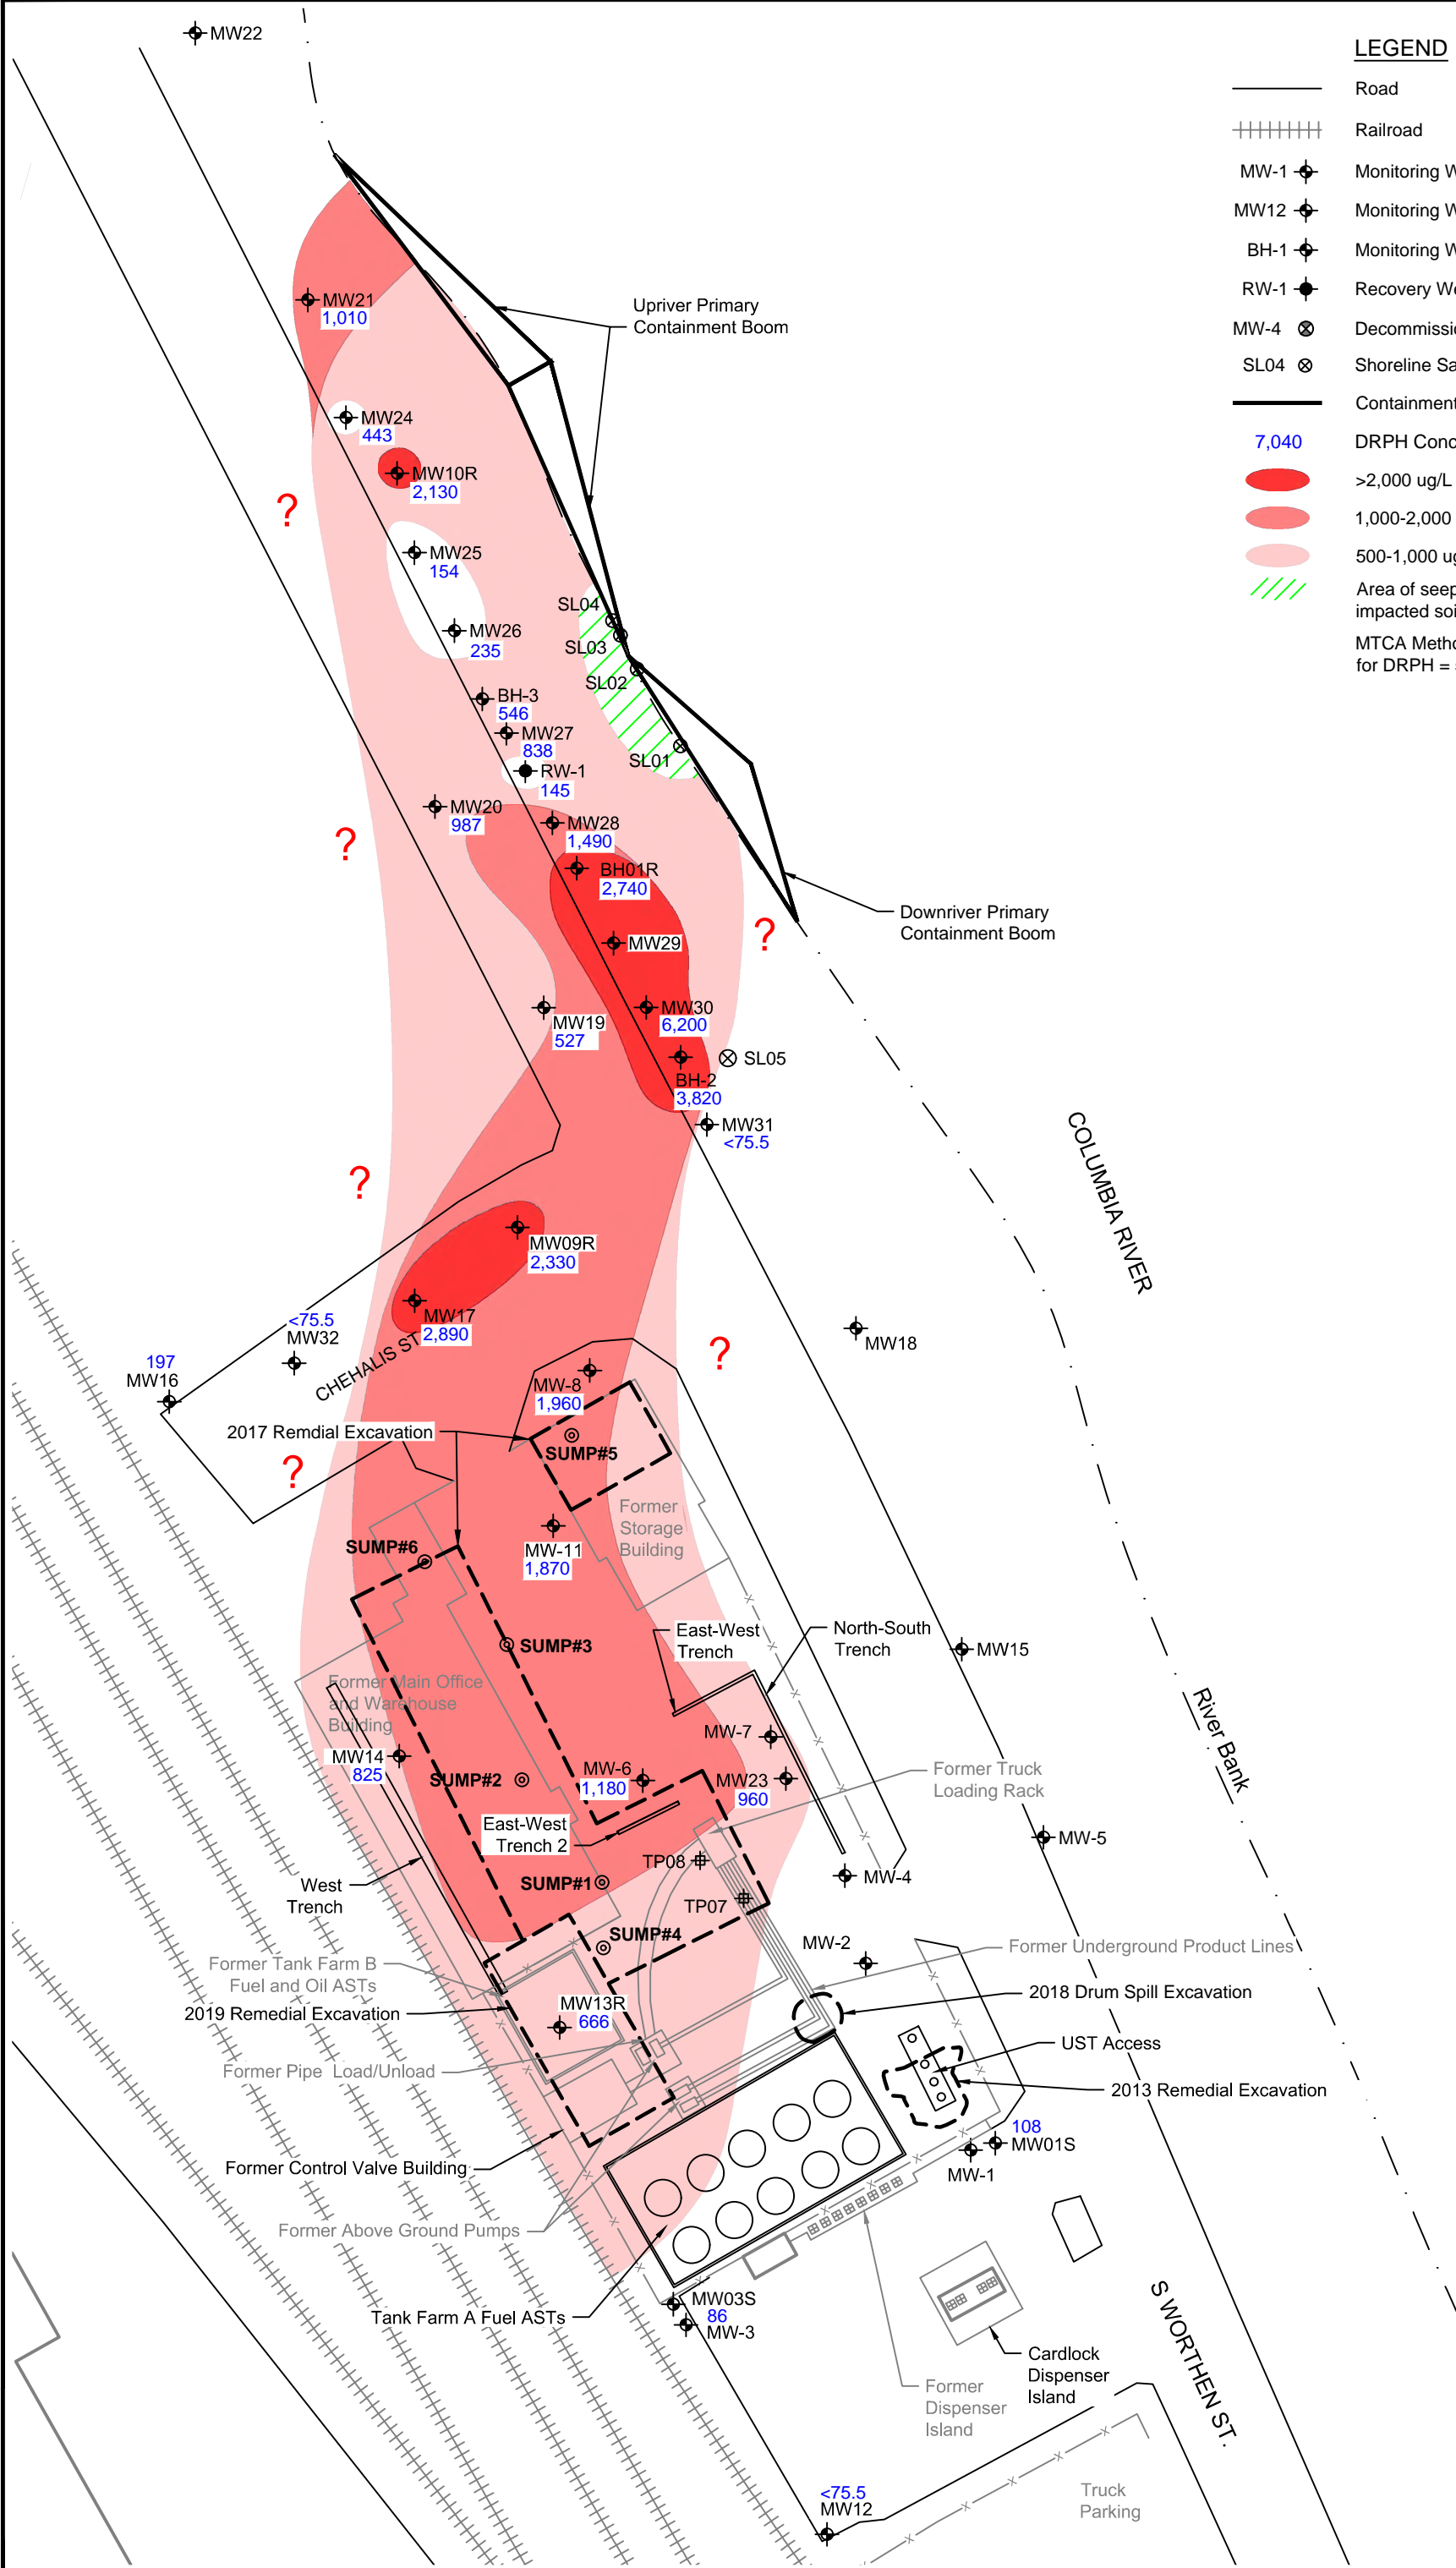 MW22
LEGEND
Road
Railroad
MW-1
Monitoring W
MW12
Monitoring W
BH-1
Monitoring W
RW-1
Recovery We
MW-4
Decommissio
SL04
Shoreline Sa
Containment
7,040
DRPH Conc
>2,000 ug/L
1,000-2,000
500-1,000 ug
Area of seep
impacted soi
MTCA Metho
for DRPH =
MW21
1,010
Upriver Primary
Containment Boom
MW24
443
MW10R
2,130
?
MW25
154
SL04
MW26
235
SL03
SL02
BH-3
546
MW27
838
SL01
RW-1
145
MW20
987
MW28
1,490
?
BH01R
2,740
Downriver Primary
Containment Boom
?
MW29
MW30
6,200
MW19
527
SL05
BH-2
3,820
MW31
<75.5
COLUMBIA RIVER
?
MW09R
2,330
MW17
2,890
<75.5
MW32
MW18
?
197
MW16
CHEHALIS ST
MW-8
1,960
2017 Remdial Excavation
SUMP#5
?
Former
Storage
Building
SUMP#6
MW-11
1,870
East-West
Trench
North-South
Trench
MW15
SUMP#3
Former Main Office
and Warehouse
Building
River Bank
MW-7
MW14
825
SUMP#2
MW-6
1,180
MW23
960
Former Truck
Loading Rack
East-West
Trench 2
MW-5
TP08
MW-4
SUMP#1
West
Trench
TP07
SUMP#4
MW-2
Former Underground Product Lines
Former Tank Farm B
Fuel and Oil ASTs
2018 Drum Spill Excavation
MW13R
666
2019 Remedial Excavation
UST Access
Former Pipe Load/Unload
2013 Remedial Excavation
108
MW01S
MW-1
Former Control Valve Building
Former Above Ground Pumps
MW03S
86
MW-3
Tank Farm A Fuel ASTs
S WORTHEN ST.
Cardlock
Dispenser
Island
Former
Dispenser
Island
<75.5
MW12
Truck
Parking